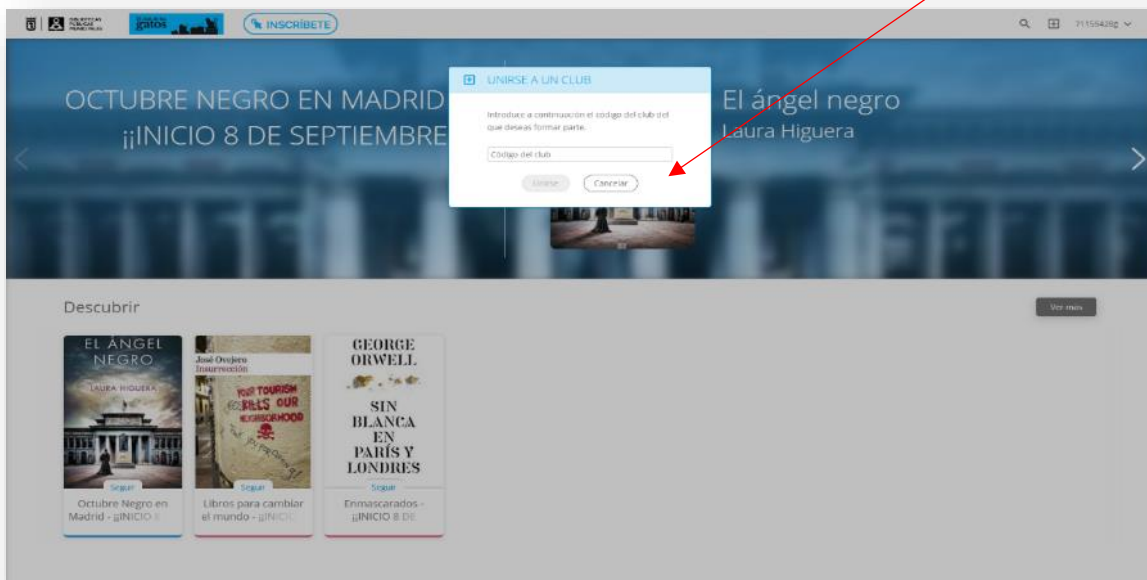 gatos
INSCRÍBETE
71155426g
OCTUBRE NEGRO EN MADRID
¡¡INICIO 8 DE SEPTIEMBRE
UNIRSE A UN CLUB
Introduce a continuación el código del club del
que deseas formar parte.
Código del club
Unirse
Cancelar
El ángel negro
Laura Higuera
Descubrir
Ver más
EL ÁNGEL
NEGRO
LAURA HIGUERA
Seguir
Octubre Negro en
Madrid - ¡¡INICIO
José Ovejero
Insurrección
YOUR TOURISM
KILLS OUR
NEIGHBORHOOD
Seguir
Libros para cambiar
el mundo - ¡¡INICI
GEORGE
ORWELL
SIN
BLANCA
EN
PARÍS Y
LONDRES
Seguir
Enmascarados -
¡¡INICIO 8 DE